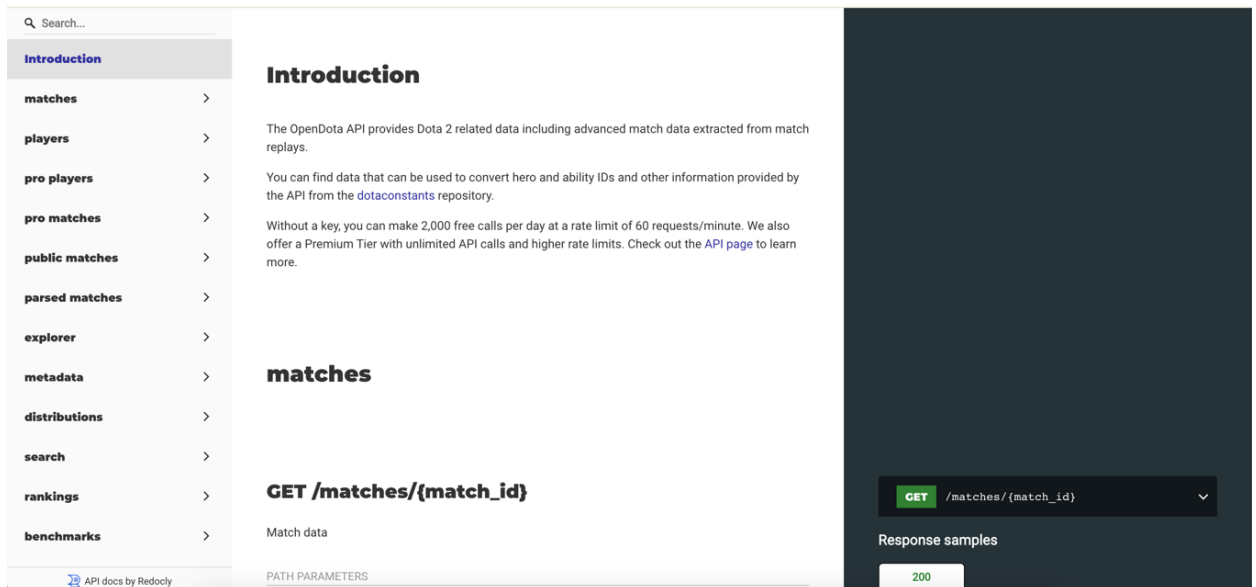 Search...
Introduction
matches
players
pro players
pro matches
public matches
parsed matches
explorer
metadata
distributions
search
rankings
benchmarks
API docs by Redocly
Introduction
The OpenDota API provides Dota 2 related data including advanced match data extracted from match
replays.
You can find data that can be used to convert hero and ability IDs and other information provided by
the API from the dotaconstants repository.
Without a key, you can make 2,000 free calls per day at a rate limit of 60 requests/minute. We also
offer a Premium Tier with unlimited API calls and higher rate limits. Check out the API page to learn
more.
matches
GET /matches/{match_id}
Match data
PATH PARAMETERS
GET /matches/{match_id}
Response samples
200